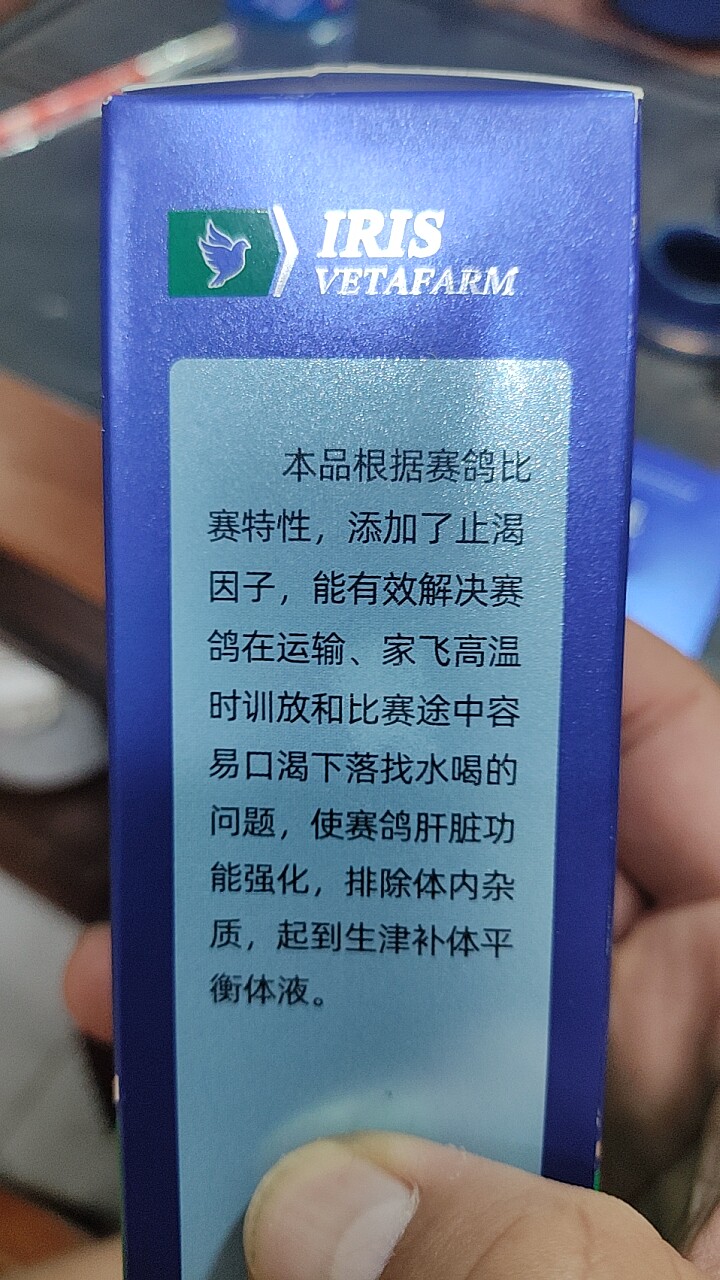 IRIS
VETAFARM
本品根据赛鸽比
赛特性，添加了止渴
因子，能有效解决赛
鸽在运输、家飞高温
时训放和比赛途中容
易口渴下落找水喝的
问题，使赛鸽肝脏功
能强化，排除体内杂
质，起到生津补体平
衡体液。